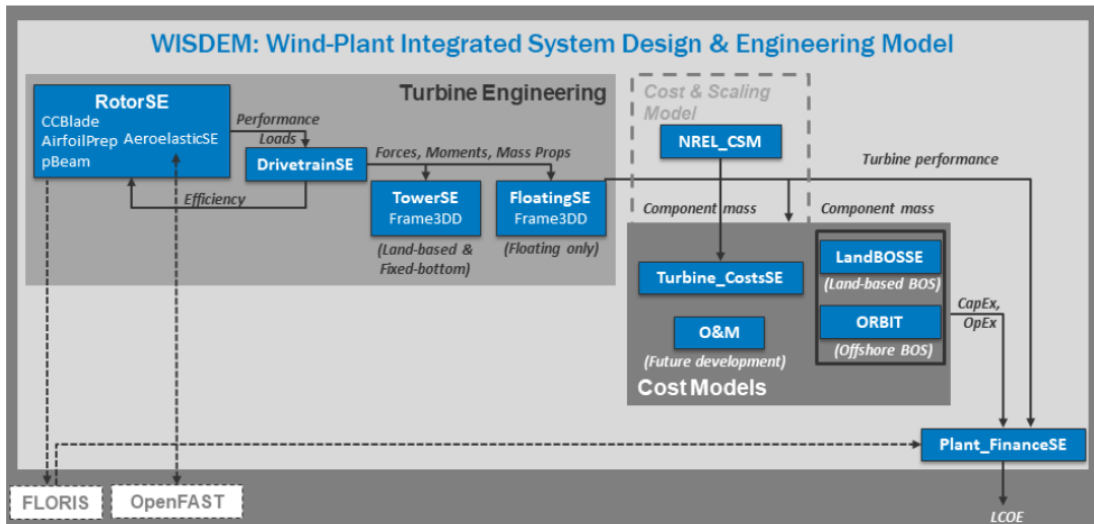 WISDEM: Wind-Plant Integrated System Design & Engineering Model
RotorSE
CCBlade
AirfoilPrep
AeroelasticSE
pBeam
Turbine Engineering
Performance
Loads
DrivetrainSE
Efficiency
Forces, Moments, Mass Props
TowerSE
Frame3DD
(Land-based &
Fixed-bottom)
FloatingSE
Frame3DD
(Floating only)
Cost & Scaling
Model
NREL_CSM
Turbine performance
Component mass
Component mass
Turbine_CostsSE
O&M
(Future development)
Cost Models
LandBOSSE
(Land-based BOS)
ORBIT
(Offshore BOS)
CapEx,
OpEx
Plant_FinanceSE
FLORIS
OpenFAST
LCOE